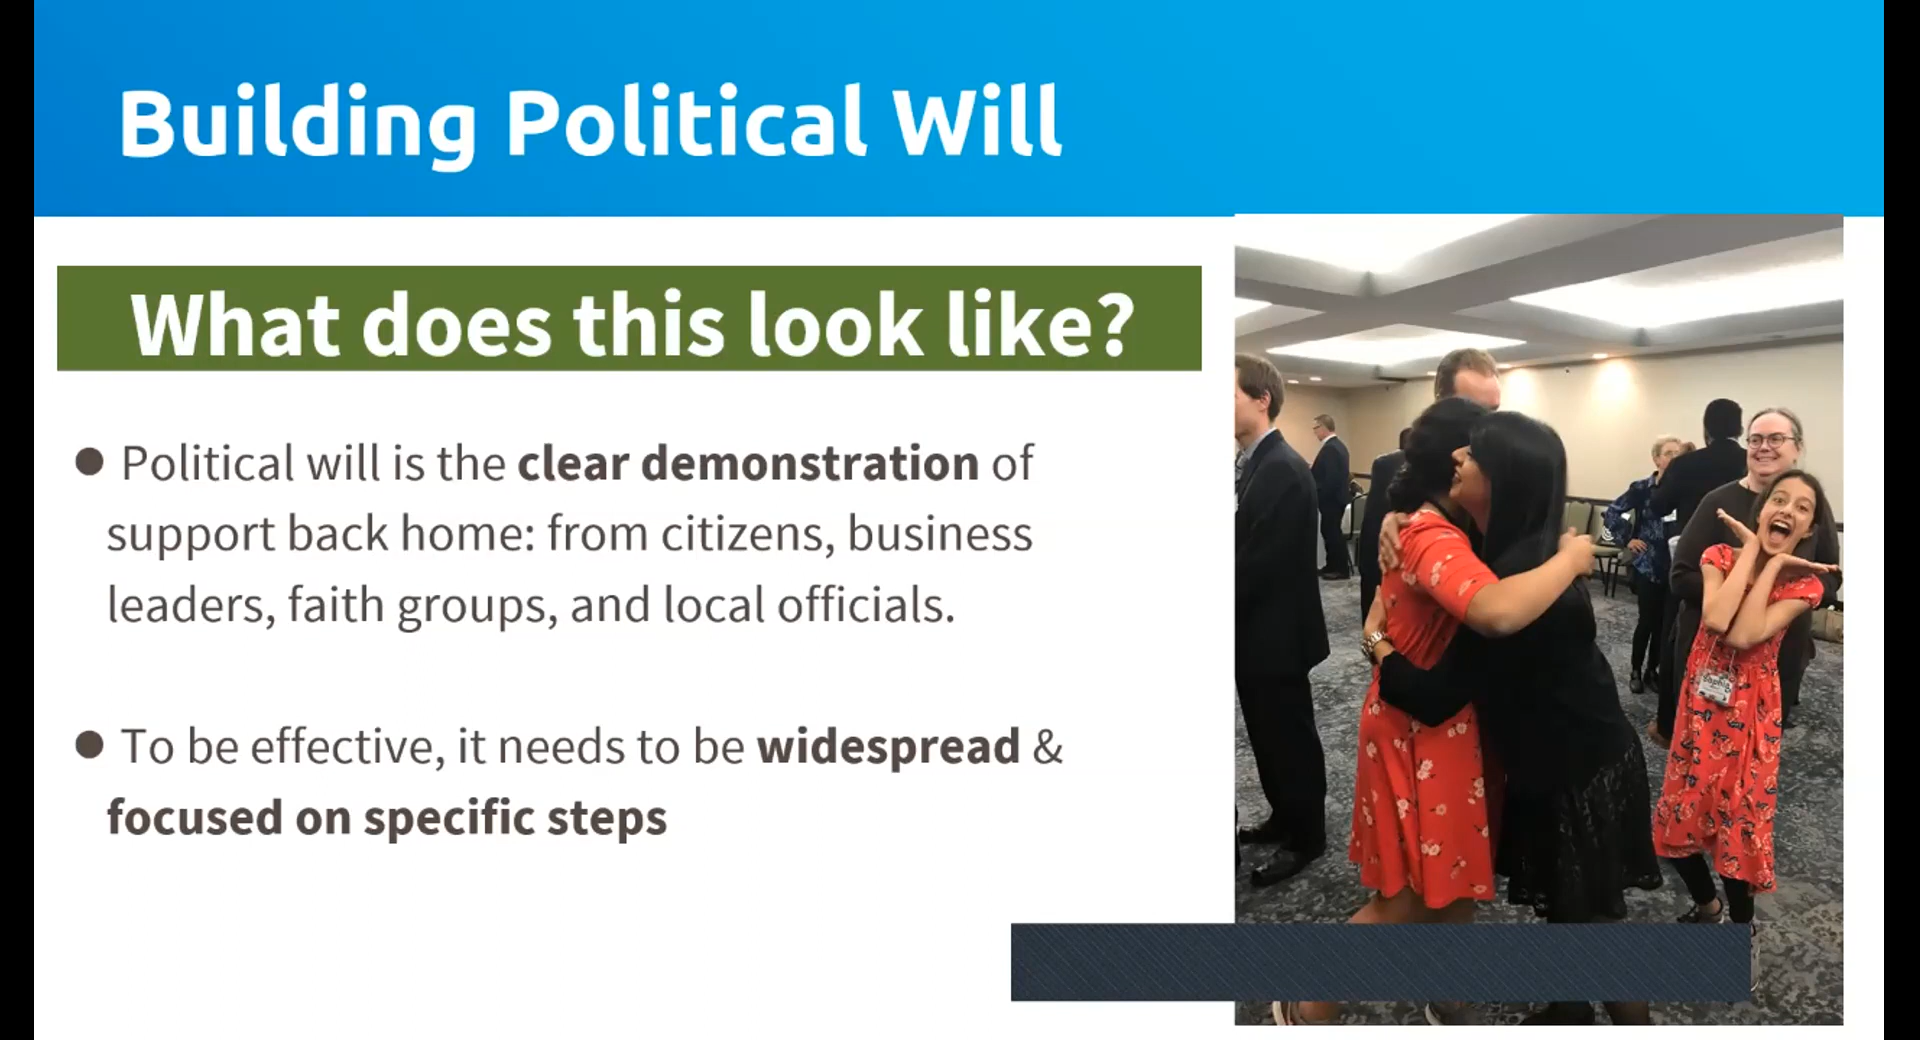 Building Political Will
What does this look like?
● Political will is the clear demonstration of
support back home: from citizens, business
leaders, faith groups, and local officials.
● To be effective, it needs to be widespread &
focused on specific steps
Sophia